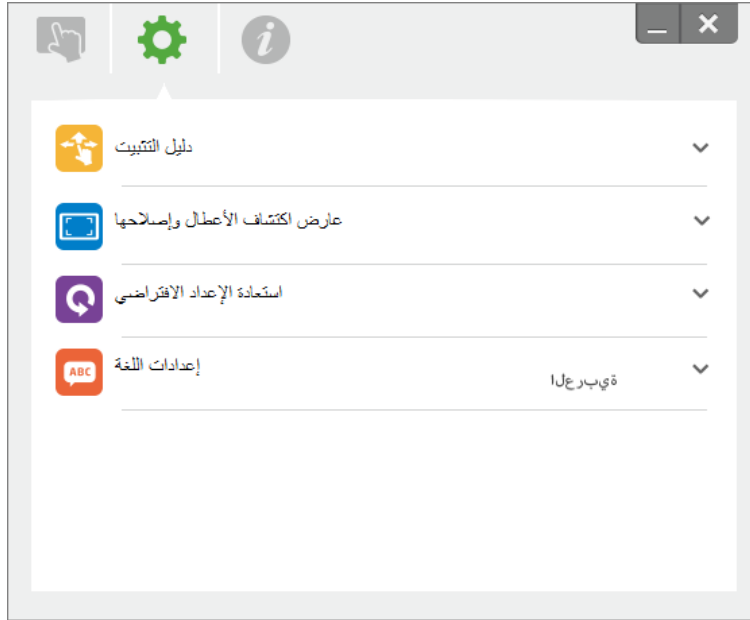 دليل التثبيت
عارض اكتشاف الأعطال وإصلاحها
استعادة الإعداد الافتراضي
إعدادات اللغة
ةيبرعلا
ABC